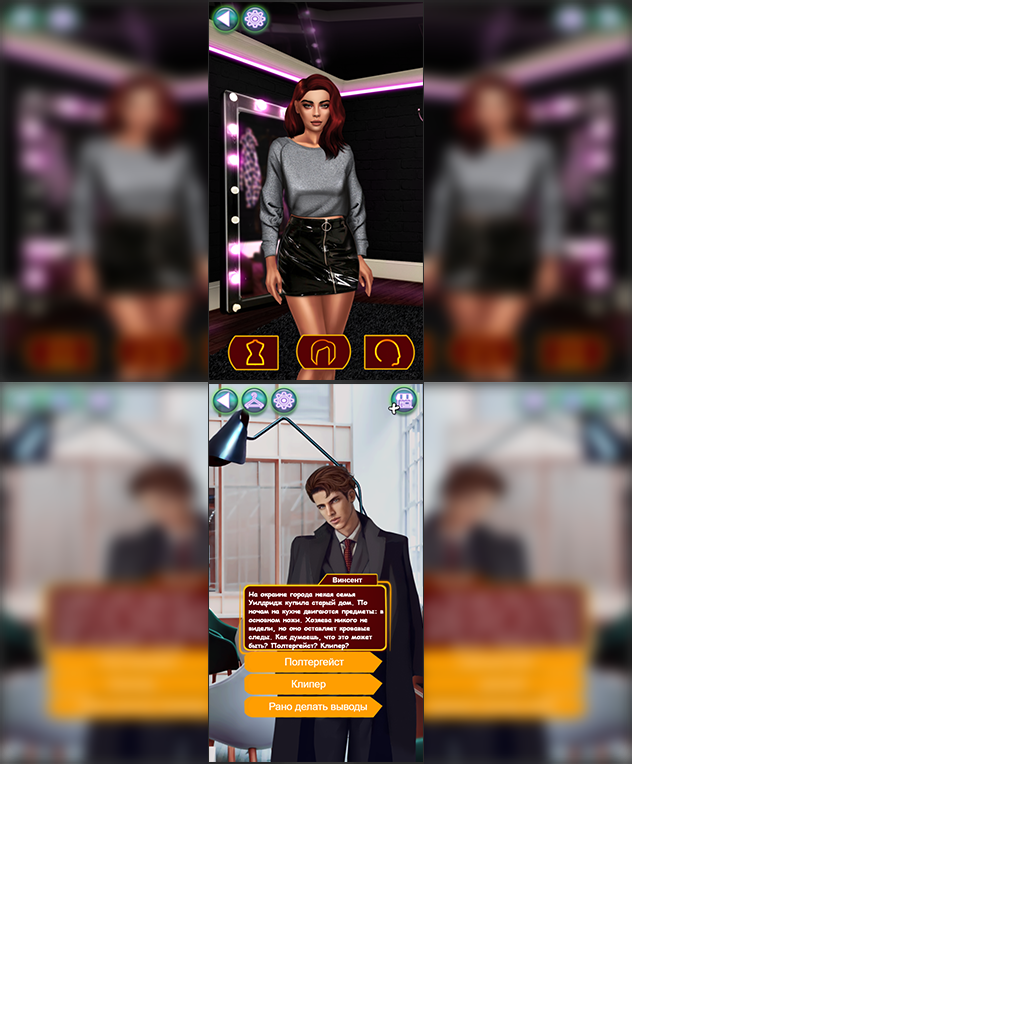 Винсент
На окраине города некая семья
Уилдридж купила старый дом. По
ночам на кухне двигаются предметы: в
основном ножи. Хозяева никого не
видели, но оно оставляет кровавые
следы. Как думаешь, что это может
быть? Полтергейст? Клипер?
Полтергейст
Клипер
Рано делать выводы